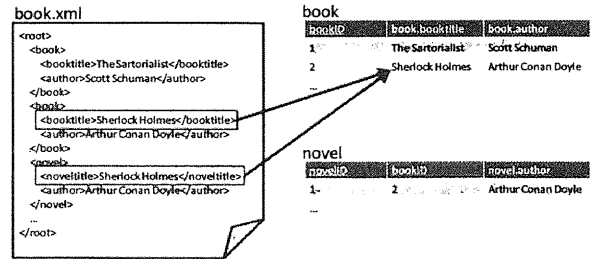 book.xml
<root>
<book>
<booktitle>The Sartorialist</booktitle>
<author>Scott Schuman</author>
</book>
<book>
<booktitle>Sherlock Holmes</booktitle>
<author>Arthur Conan Doyle</author>
</book>
<novel>
<noveltitle>Sherlock Holmes</noveltitle>
<author>Arthur Conan Doyle</author>
</novel>
...
</root>
book
bookID book.booktitle book.author
1 The Sartorialist Scott Schuman
2 Sherlock Holmes Arthur Conan Doyle
...
novel
novelID bookID novel.author
1 2 Arthur Conan Doyle
...